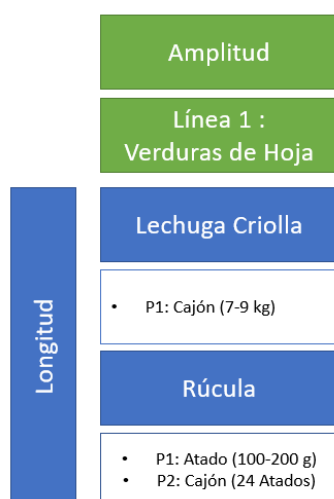 Amplitud
Línea 1 :
Verduras de Hoja
Longitud
Lechuga Criolla
• P1: Cajón (7-9 kg)
Rúcula
• P1: Atado (100-200 g)
• P2: Cajón (24 Atados)